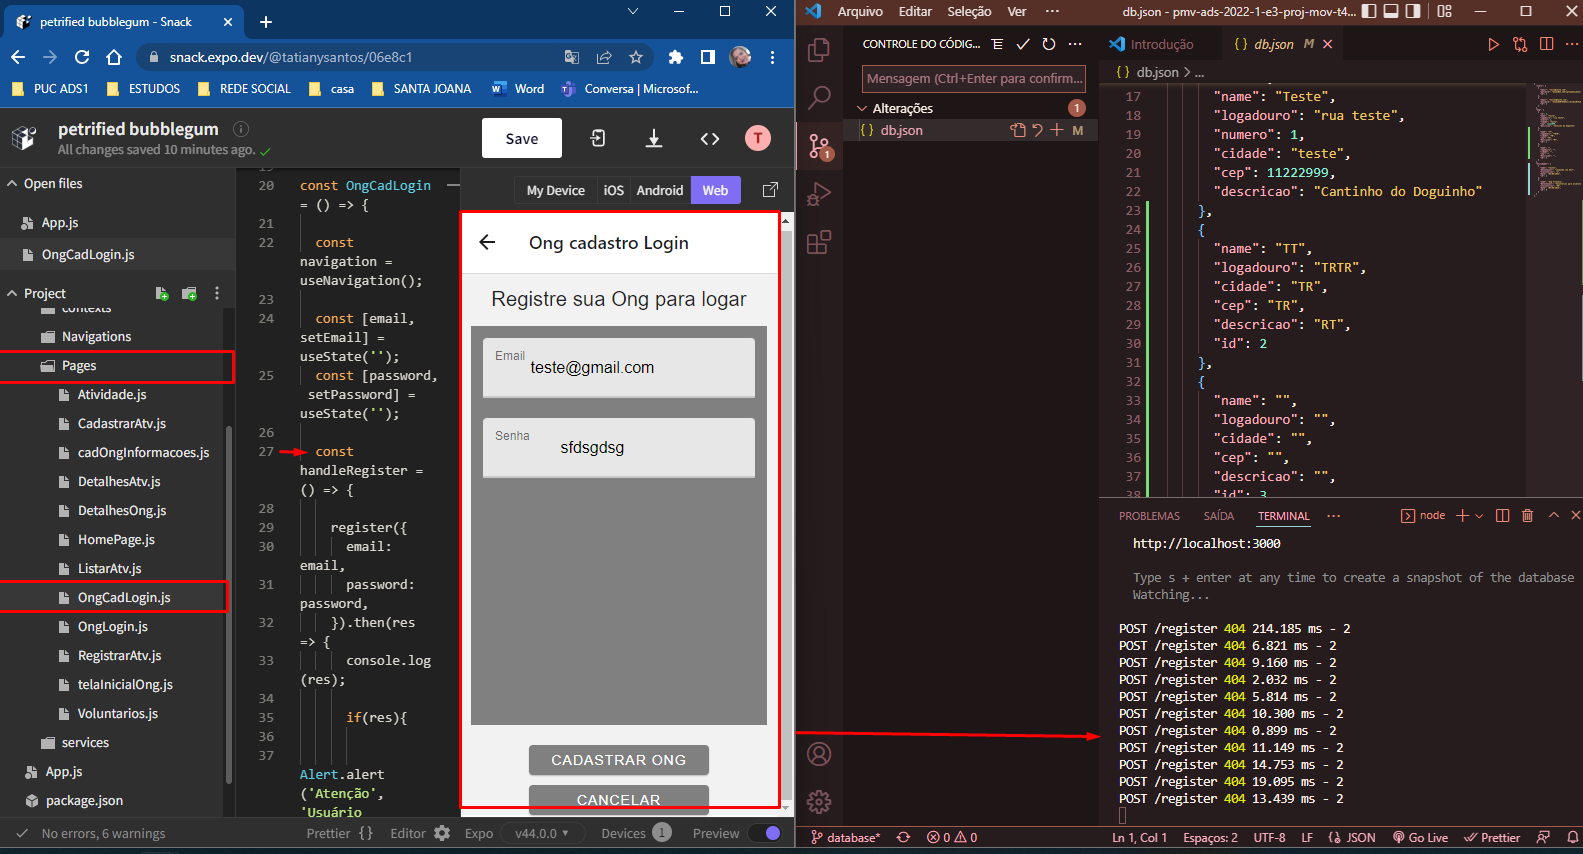 petrified bubblegum - Snack
snack.expo.dev/@tatianysantos/06e8c1
PUC ADS1
ESTUDOS
REDE SOCIAL
casa
SANTA JOANA
Word
Conversa | Microsof...
petrified bubblegum
All changes saved 10 minutes ago.
Save
T
Open files
App.js
OngCadLogin.js
Project
contexts
Navigations
Pages
Atividade.js
CadastrarAtv.js
cadOngInformacoes.js
DetalhesAtv.js
DetalhesOng.js
HomePage.js
ListarAtv.js
OngCadLogin.js
OngLogin.js
RegistrarAtv.js
telaInicialOng.js
Voluntarios.js
services
App.js
package.json
20 const OngCadLogin
= () => {
21
22 const
navigation =
useNavigation();
23
24 const [email,
setEmail] =
useState('');
25 const [password,
setPassword] =
useState('');
26
27 const
handleRegister =
() => {
28
29 register({
30 email:
email,
31 password:
password,
32 }).then(res
=> {
33 console.log
(res);
34
35 if(res){
36
37
Alert.alert
('Atenção',
'Usuário
My Device
iOS
Android
Web
Ong cadastro Login
Registre sua Ong para logar
Email
teste@gmail.com
Senha
sfdsgdsg
CADASTRAR ONG
CANCELAR
No errors, 6 warnings
Prettier {}
Editor
Expo
v44.0.0
Devices 1
Preview
Arquivo
Editar
Seleção
Ver
...
db.json - pmv-ads-2022-1-e3-proj-mov-t4...
CONTROLE DO CÓDIG...
Mensagem (Ctrl+Enter para confirm...
Alterações 1
{} db.json M
1
Introdução
{} db.json M
{} db.json > ...
17 "name": "Teste",
18 "logadouro": "rua teste",
19 "numero": 1,
20 "cidade": "teste",
21 "cep": 11222999,
22 "descricao": "Cantinho do Doguinho"
23 },
24 {
25 "name": "TT",
26 "logadouro": "TRTR",
27 "cidade": "TR",
28 "cep": "TR",
29 "descricao": "RT",
30 "id": 2
31 },
32 {
33 "name": "",
34 "logadouro": "",
35 "cidade": "",
36 "cep": "",
37 "descricao": "",
38 "id": 3
PROBLEMAS
SAÍDA
TERMINAL
...
node
http://localhost:3000
Type s + enter at any time to create a snapshot of the database
Watching...
POST /register 404 214.185 ms - 2
POST /register 404 6.821 ms - 2
POST /register 404 9.160 ms - 2
POST /register 404 2.032 ms - 2
POST /register 404 5.814 ms - 2
POST /register 404 10.300 ms - 2
POST /register 404 0.899 ms - 2
POST /register 404 11.149 ms - 2
POST /register 404 14.753 ms - 2
POST /register 404 19.095 ms - 2
POST /register 404 13.439 ms - 2
database*
0
0
Ln 1, Col 1
Espaços: 2
UTF-8
LF
JSON
Go Live
Prettier